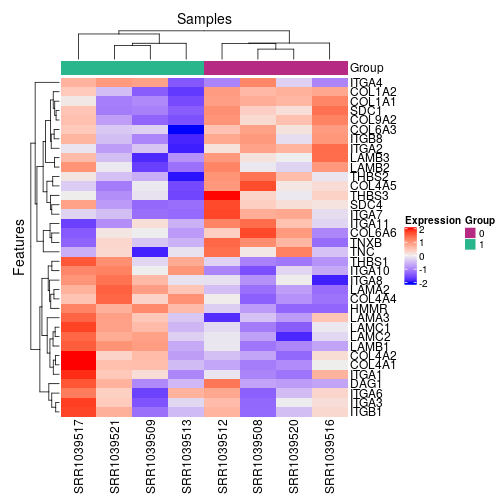 Samples
Group
ITGA4
COL1A2
COL1A1
SDC1
COL9A2
COL6A3
ITGB8
ITGA2
LAMB3
LAMB2
THBS2
COL4A5
THBS3
SDC4
ITGA7
ITGA11
COL6A6
TNXB
TNC
THBS1
ITGA10
ITGA8
LAMA2
COL4A4
HMMR
LAMA3
LAMC1
LAMC2
LAMB1
COL4A2
COL4A1
ITGA1
DAG1
ITGA6
ITGA3
ITGB1
Features
Expression
2
1
0
-1
-2
Group
0
1
SRR1039517
SRR1039521
SRR1039509
SRR1039513
SRR1039512
SRR1039508
SRR1039520
SRR1039516